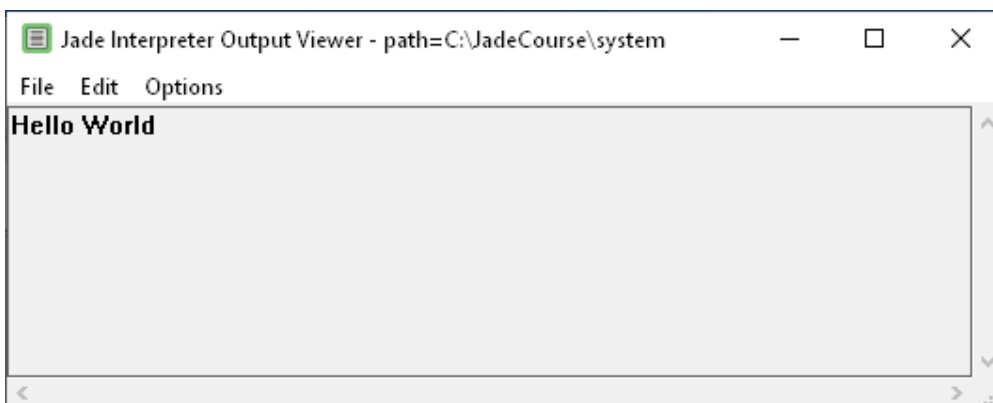 Jade Interpreter Output Viewer - path=C:\JadeCourse\system
File Edit Options
Hello World